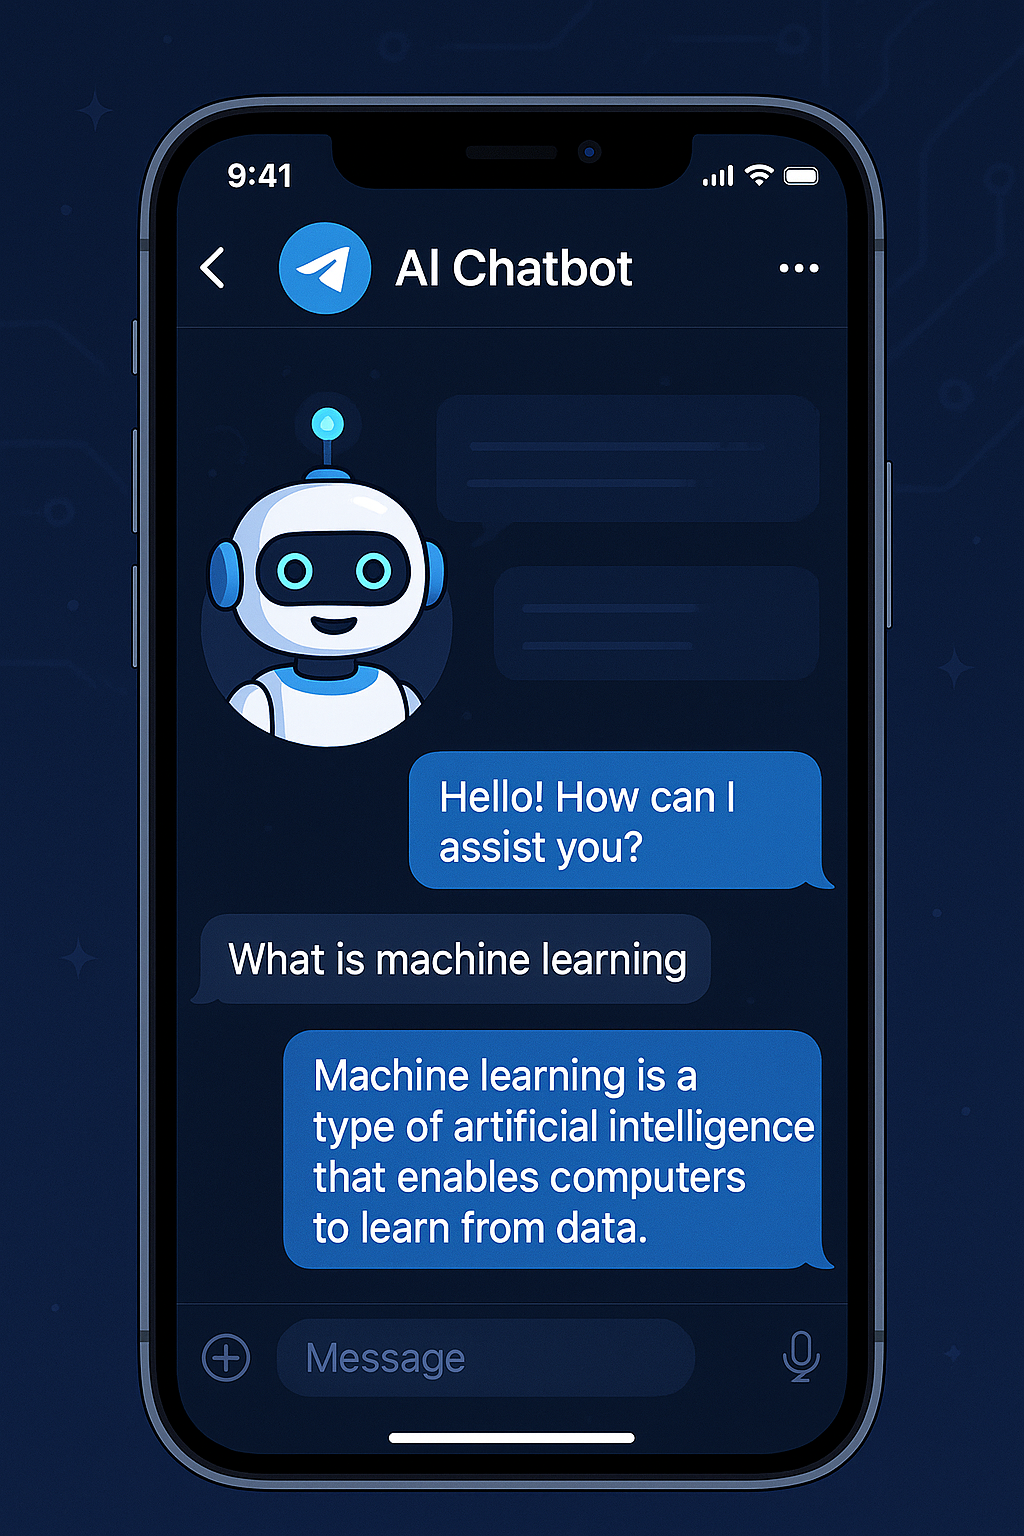 9:41
AI Chatbot
Hello! How can I
assist you?
What is machine learning
Machine learning is a
type of artificial intelligence
that enables computers
to learn from data.
Message